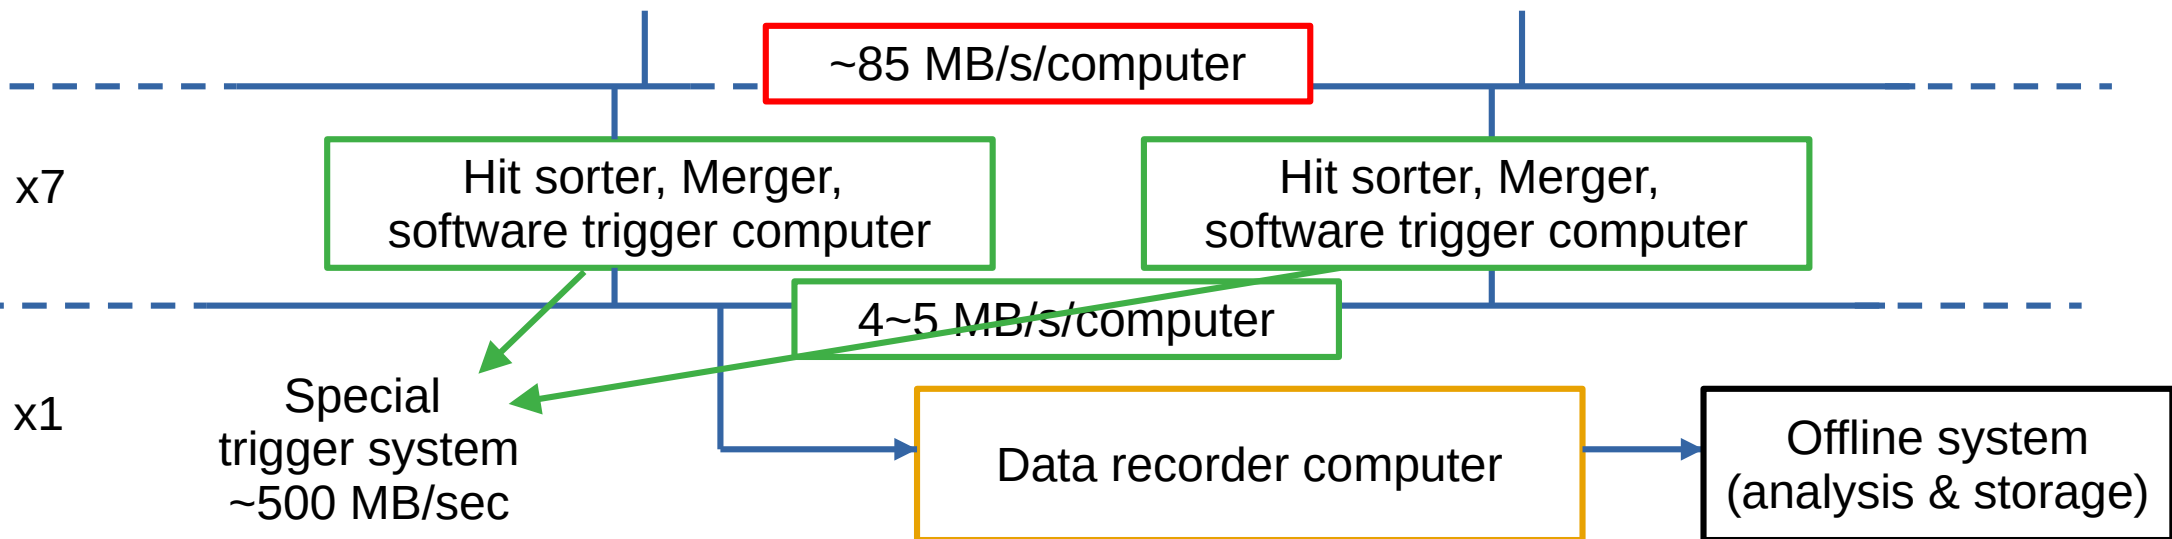 ~85 MB/s/computer
x7
Hit sorter, Merger,
software trigger computer
Hit sorter, Merger,
software trigger computer
4~5 MB/s/computer
x1
Special
trigger system
~500 MB/sec
Data recorder computer
Offline system
(analysis & storage)